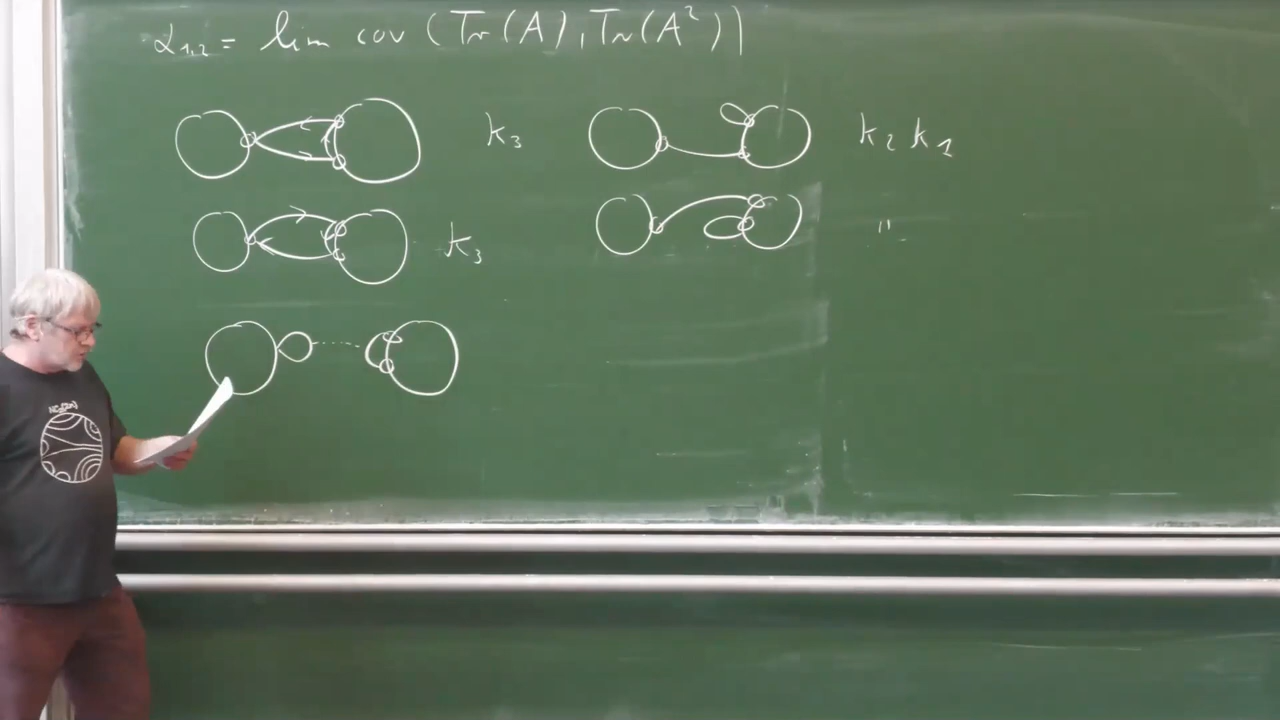 α₁,₂ = lim cov (Tr(A), Tr(A²))
k₃
k₂ k₁
k₃
"